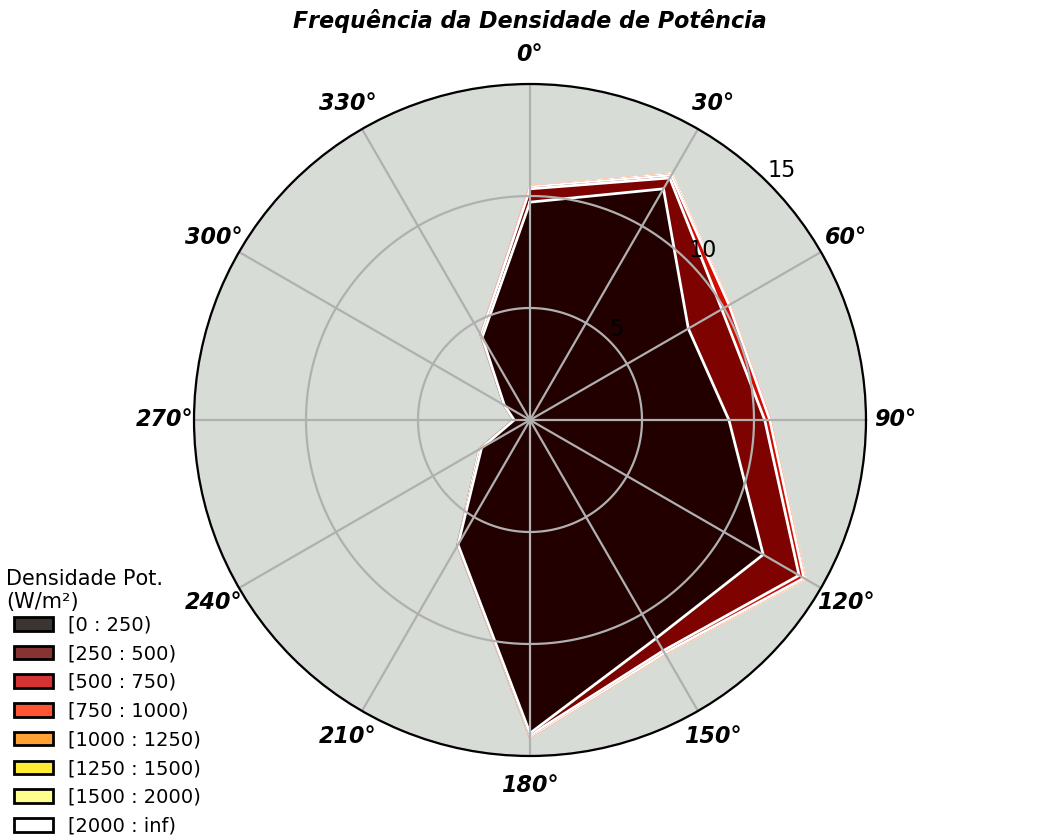 Frequência da Densidade de Potência
0°
330°
30°
15
300°
60°
10
5
270°
90°
240°
120°
210°
150°
180°
Densidade Pot.
(W/m²)
[0 : 250)
[250 : 500)
[500 : 750)
[750 : 1000)
[1000 : 1250)
[1250 : 1500)
[1500 : 2000)
[2000 : inf)